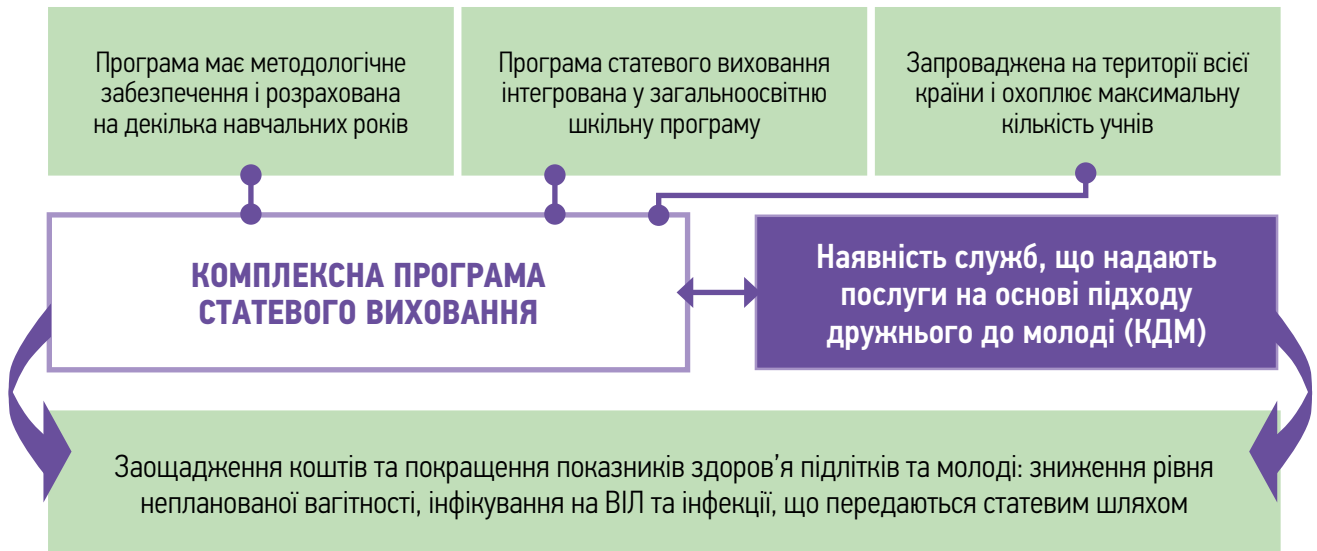 Програма має методологічне
забезпечення і розрахована
на декілька навчальних років
Програма статевого виховання
інтегрована у загальноосвітню
шкільну програму
Запроваджена на території всієї
країни і охоплює максимальну
кількість учнів
КОМПЛЕКСНА ПРОГРАМА
СТАТЕВОГО ВИХОВАННЯ
Наявність служб, що надають
послуги на основі підходу
дружнього до молоді (КДМ)
Заощадження коштів та покращення показників здоров’я підлітків та молоді: зниження рівня
непланованої вагітності, інфікування на ВІЛ та інфекції, що передаються статевим шляхом